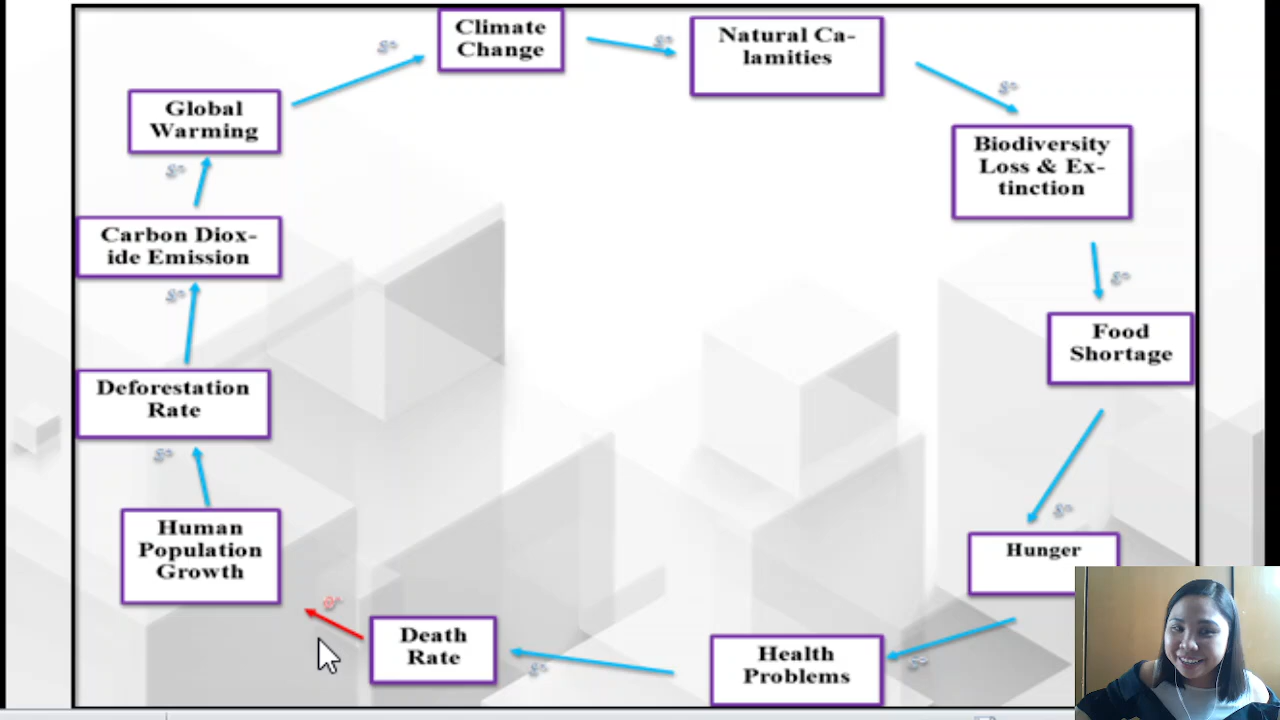 Climate
Change
Natural Ca-
lamities
Global
Warming
Biodiversity
Loss & Ex-
tinction
Carbon Diox-
ide Emission
Food
Shortage
Deforestation
Rate
Human
Population
Growth
Hunger
Death
Rate
Health
Problems